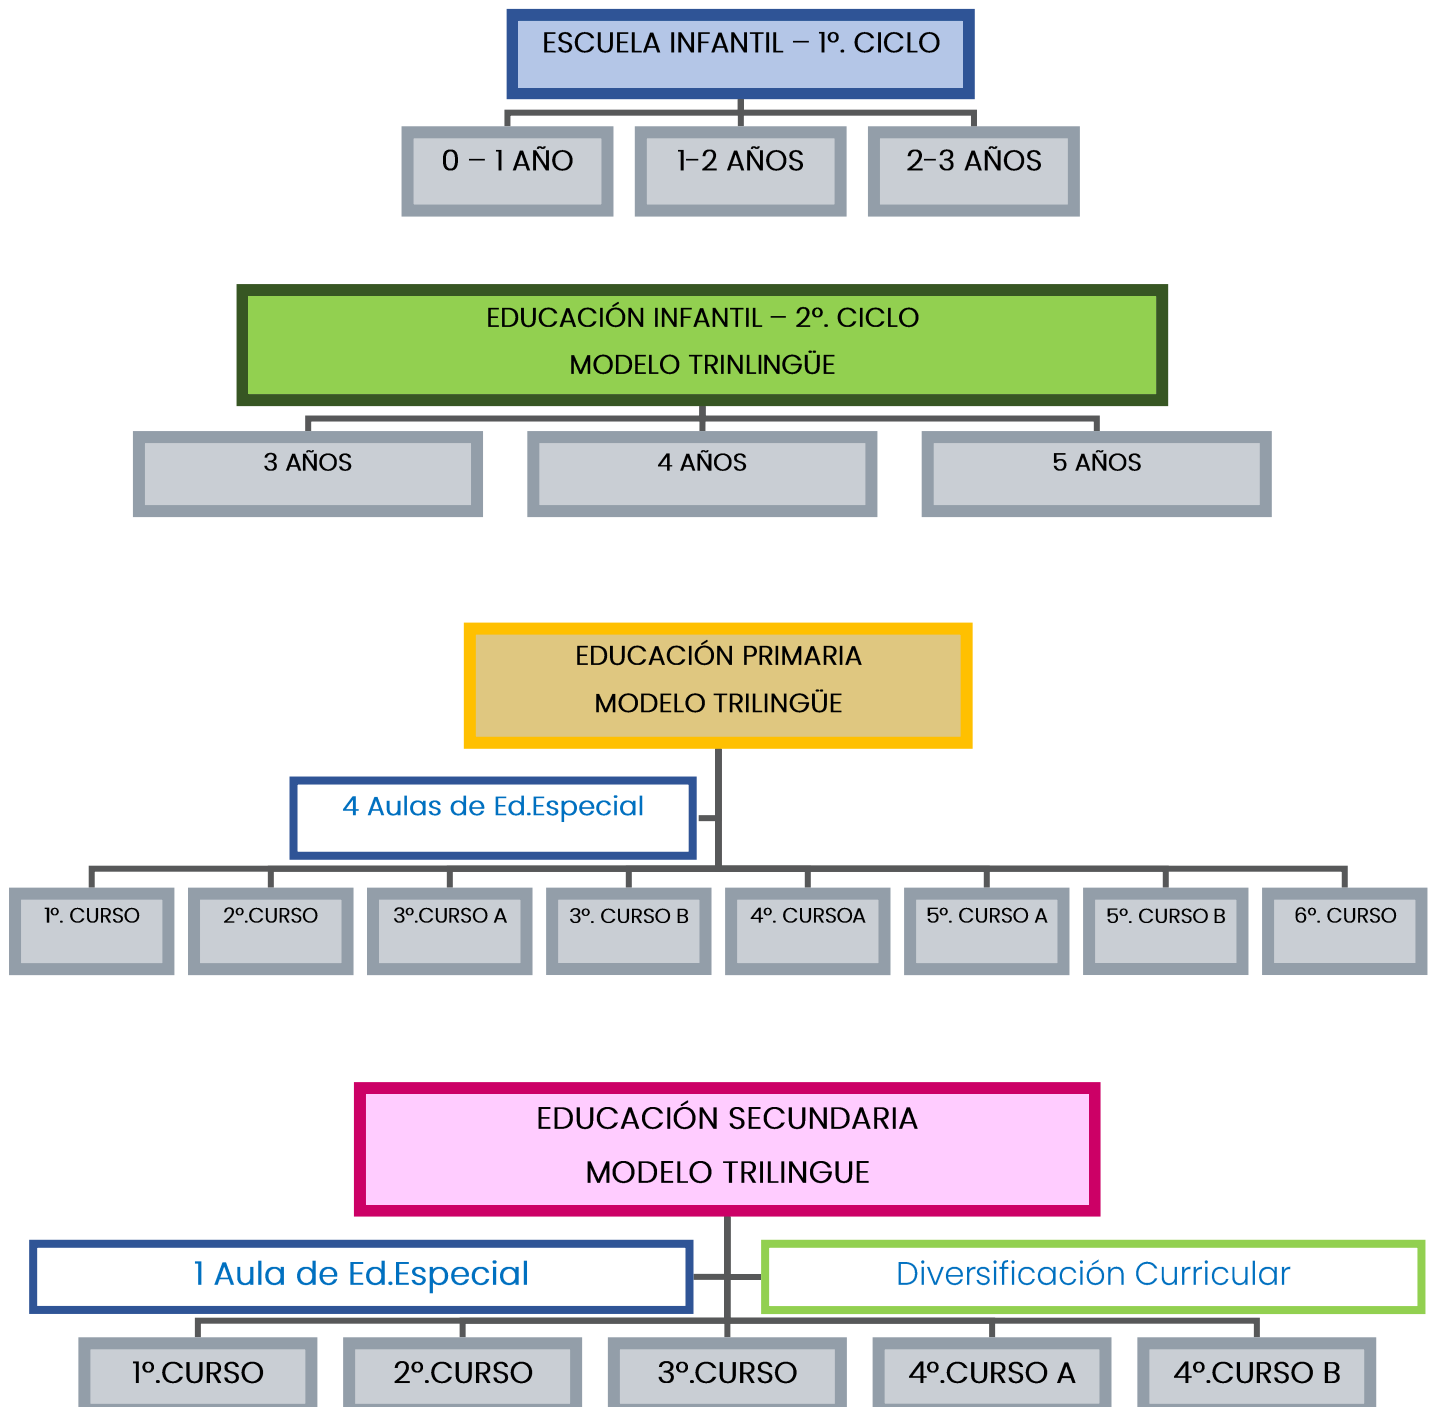 ESCUELA INFANTIL – 1º. CICLO
0 – 1 AÑO
1-2 AÑOS
2-3 AÑOS
EDUCACIÓN INFANTIL – 2º. CICLO
MODELO TRINLINGÜE
3 AÑOS
4 AÑOS
5 AÑOS
EDUCACIÓN PRIMARIA
MODELO TRILINGÜE
4 Aulas de Ed.Especial
1º. CURSO
2º.CURSO
3º.CURSO A
3º. CURSO B
4º. CURSOA
5º. CURSO A
5º. CURSO B
6º. CURSO
EDUCACIÓN SECUNDARIA
MODELO TRILINGUE
1 Aula de Ed.Especial
Diversificación Curricular
1º.CURSO
2º.CURSO
3º.CURSO
4º.CURSO A
4º.CURSO B